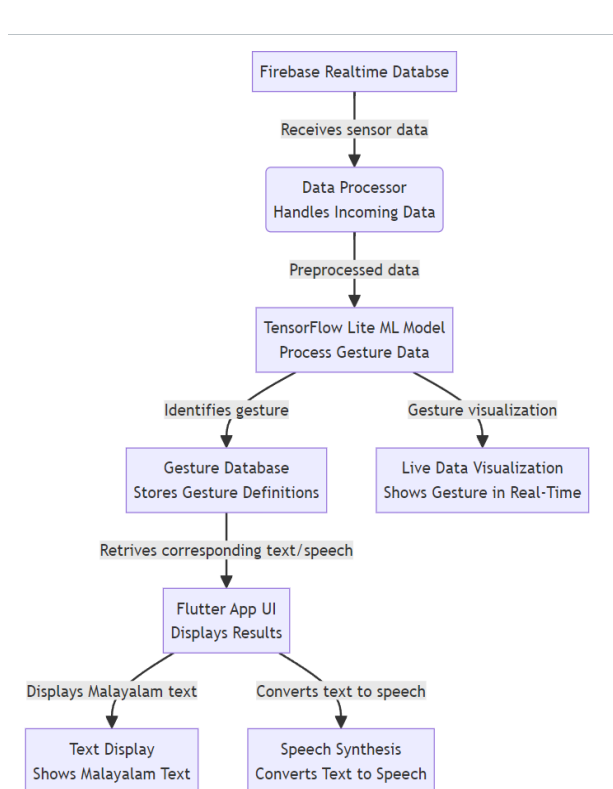 Firebase Realtime Databse
Receives sensor data
Data Processor
Handles Incoming Data
Preprocessed data
TensorFlow Lite ML Model
Process Gesture Data
Identifies gesture
Gesture visualization
Gesture Database
Stores Gesture Definitions
Live Data Visualization
Shows Gesture in Real-Time
Retrives corresponding text/speech
Flutter App UI
Displays Results
Displays Malayalam text
Converts text to speech
Text Display
Shows Malayalam Text
Speech Synthesis
Converts Text to Speech